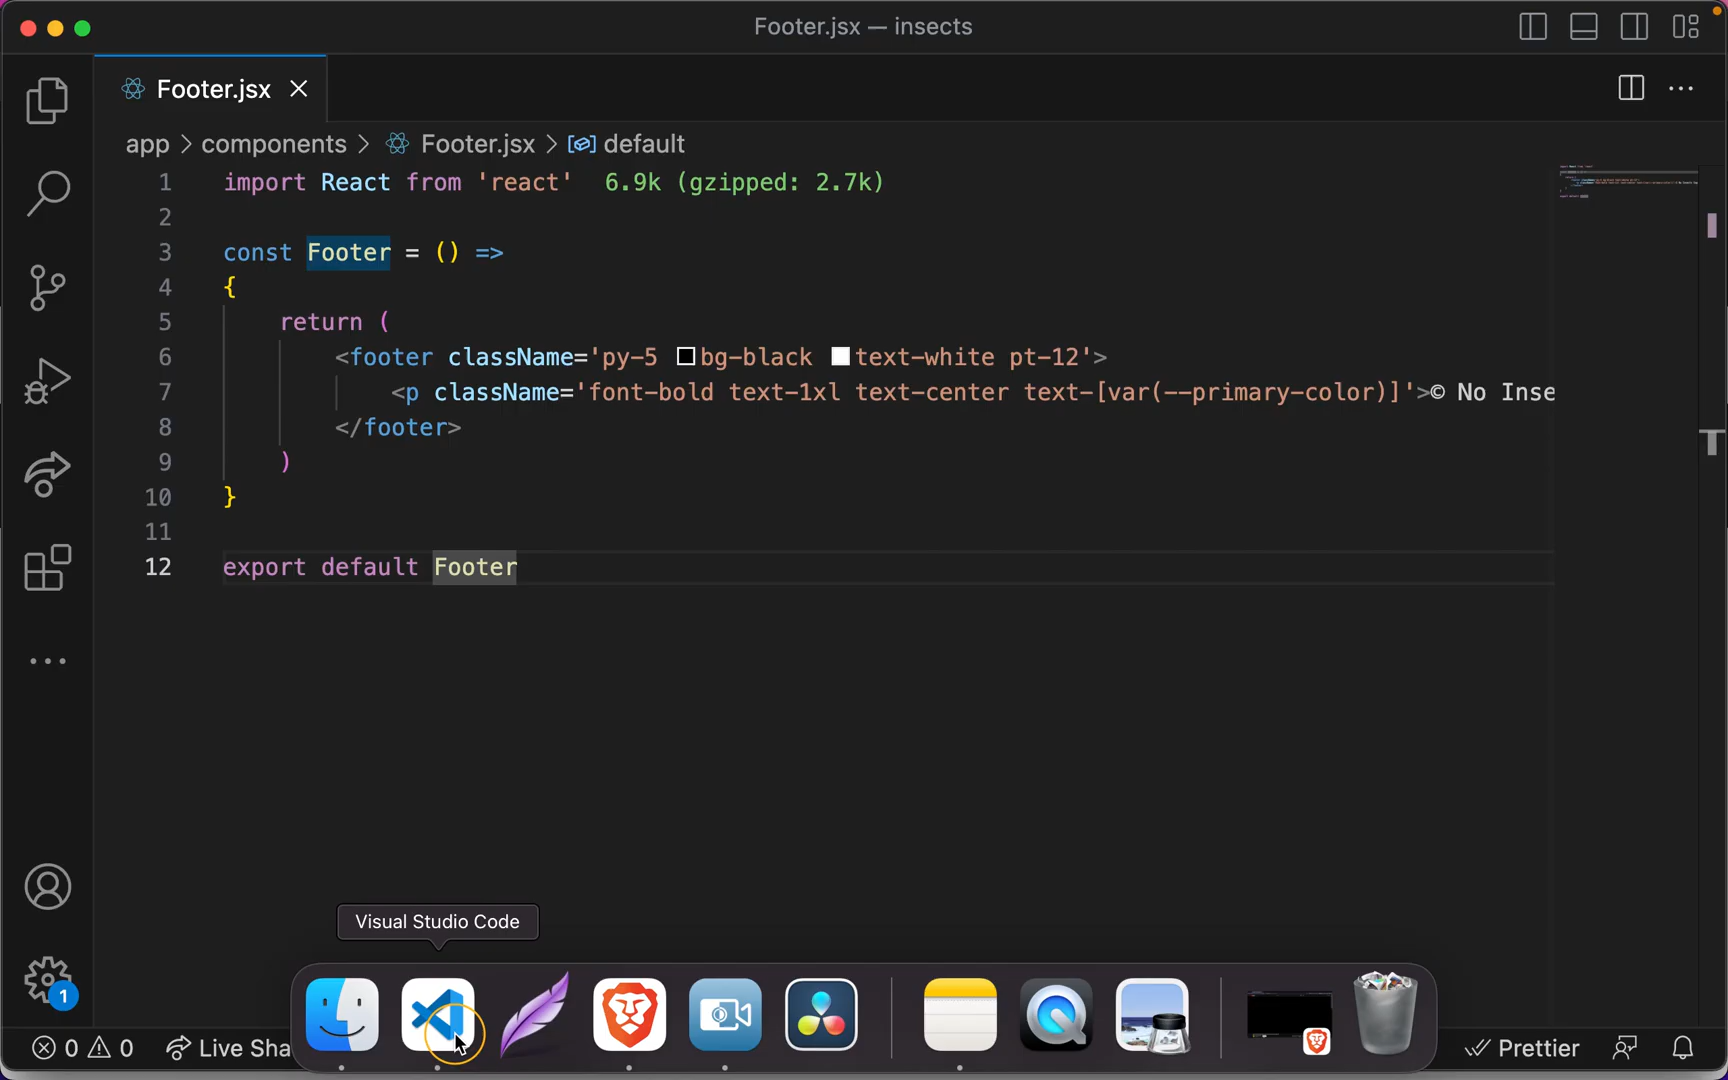 Footer.jsx — insects
Footer.jsx
app > components > Footer.jsx > default
1 import React from 'react' 6.9k (gzipped: 2.7k)
2
3 const Footer = () =>
4 {
5 return (
6 <footer className='py-5 bg-black text-white pt-12'>
7 <p className='font-bold text-1xl text-center text-[var(--primary-color)]'>© No Inse
8 </footer>
9 )
10 }
11
12 export default Footer
Visual Studio Code
1
0 0 Live Sha
Prettier